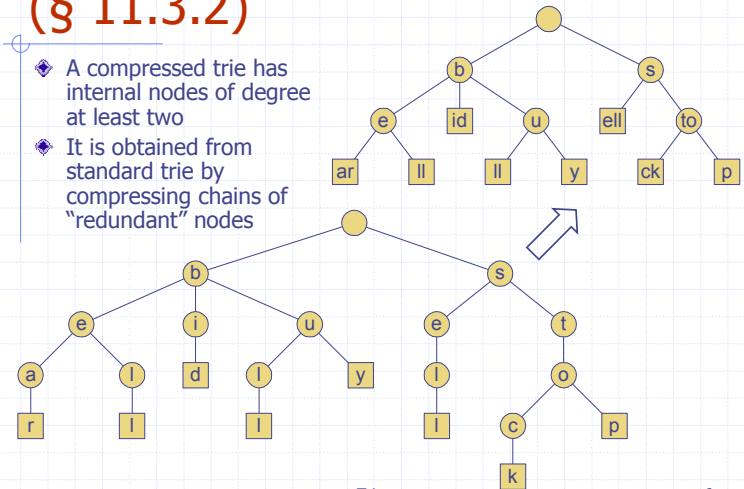 (§ 11.3.2)
A compressed trie has
internal nodes of degree
at least two
It is obtained from
standard trie by
compressing chains of
“redundant” nodes
b s
e id u ell to
ar ll ll y ck p
b s
e i u e t
a l d l y l o
r l l l c p
k